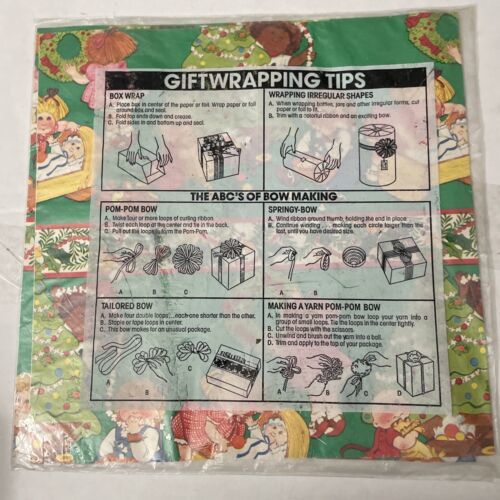 GIFTWRAPPING TIPS
BOX WRAP
A. Place box in center of the paper or foil. Wrap paper or foil
around box and seal.
B. Fold top ends down and crease.
C. Fold sides in and bottom up and seal.
WRAPPING IRREGULAR SHAPES
A. When wrapping bottles, jars and other irregular forms, cut
paper or foil to fit.
B. Trim with a colorful ribbon and an exciting bow.
THE ABC'S OF BOW MAKING
POM-POM BOW
A. Make four or more loops of curling ribbon.
B. Twist each loop at the center and tie in the back.
C. Pull out the loops to form the Pom-Pom.
A
B
C
SPRINGY-BOW
A. Wind ribbon around thumb, holding the end in place.
B. Continue winding . . . making each circle larger than the
last, until you have desired size.
A
B
C
TAILORED BOW
A. Make four double loops . . . each one shorter than the other.
B. Staple or tape loops in center.
C. This bow makes for an unusual package.
A
B
C
MAKING A YARN POM-POM BOW
A. In making a yarn pom-pom bow loop your yarn into a
group of small loops. Tie the loops in the center tightly.
B. Cut the loops with the scissors.
C. Unwind and brush out the yarn into a ball.
D. Trim and apply to the top of your package.
A
B
C
D